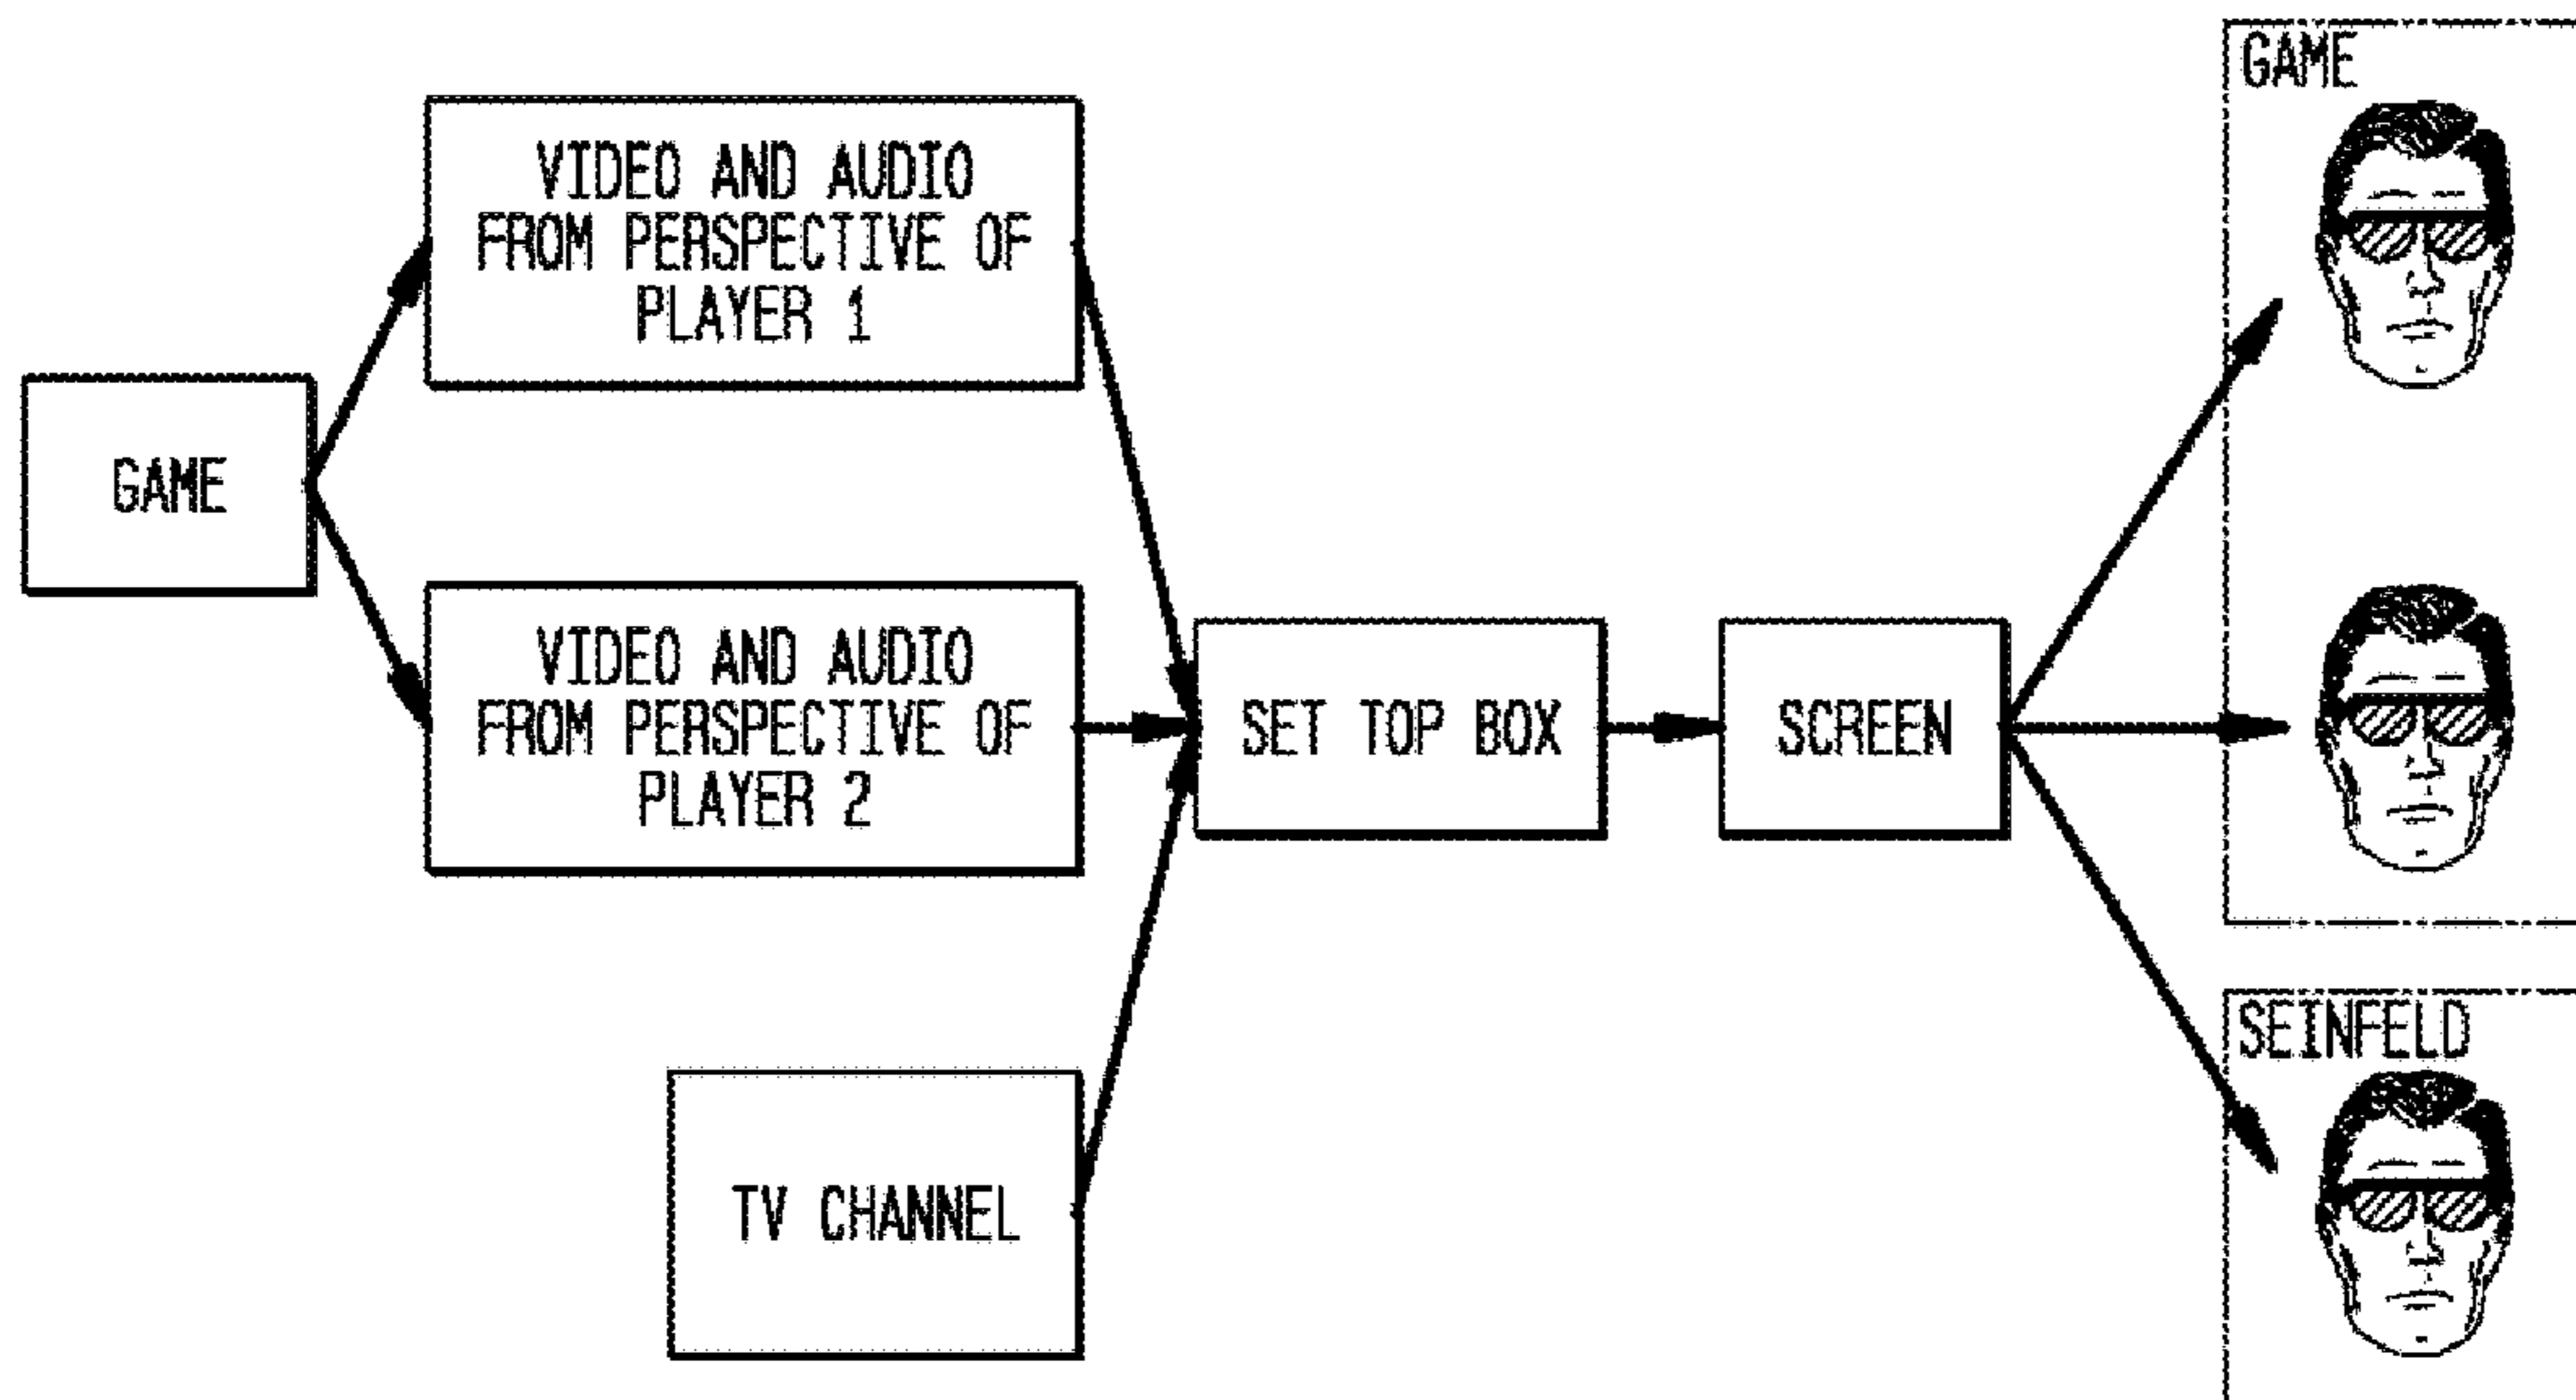 GAME
VIDEO AND AUDIO
FROM PERSPECTIVE OF
PLAYER 1
GAME
VIDEO AND AUDIO
FROM PERSPECTIVE OF
PLAYER 2
SET TOP BOX
SCREEN
SEINFELD
TV CHANNEL